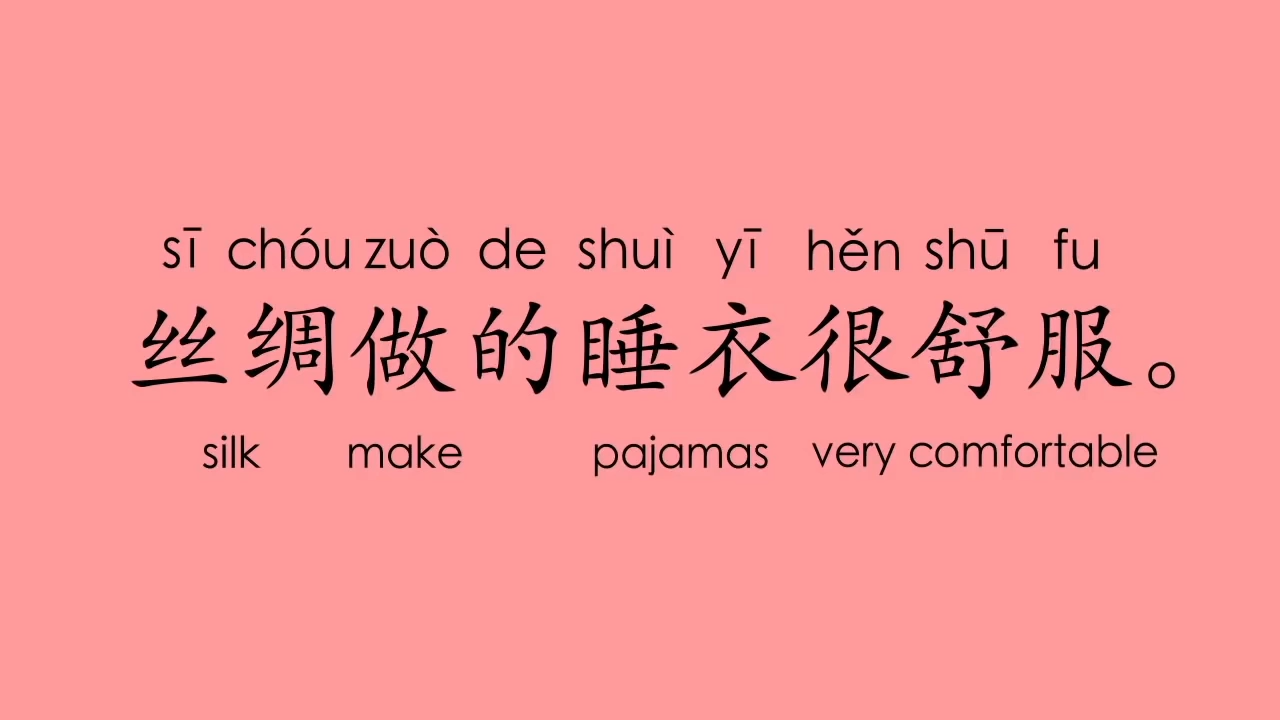 sī chóu zuò de shuì yī hěn shū fu
丝绸做的睡衣很舒服。
silk make pajamas very comfortable